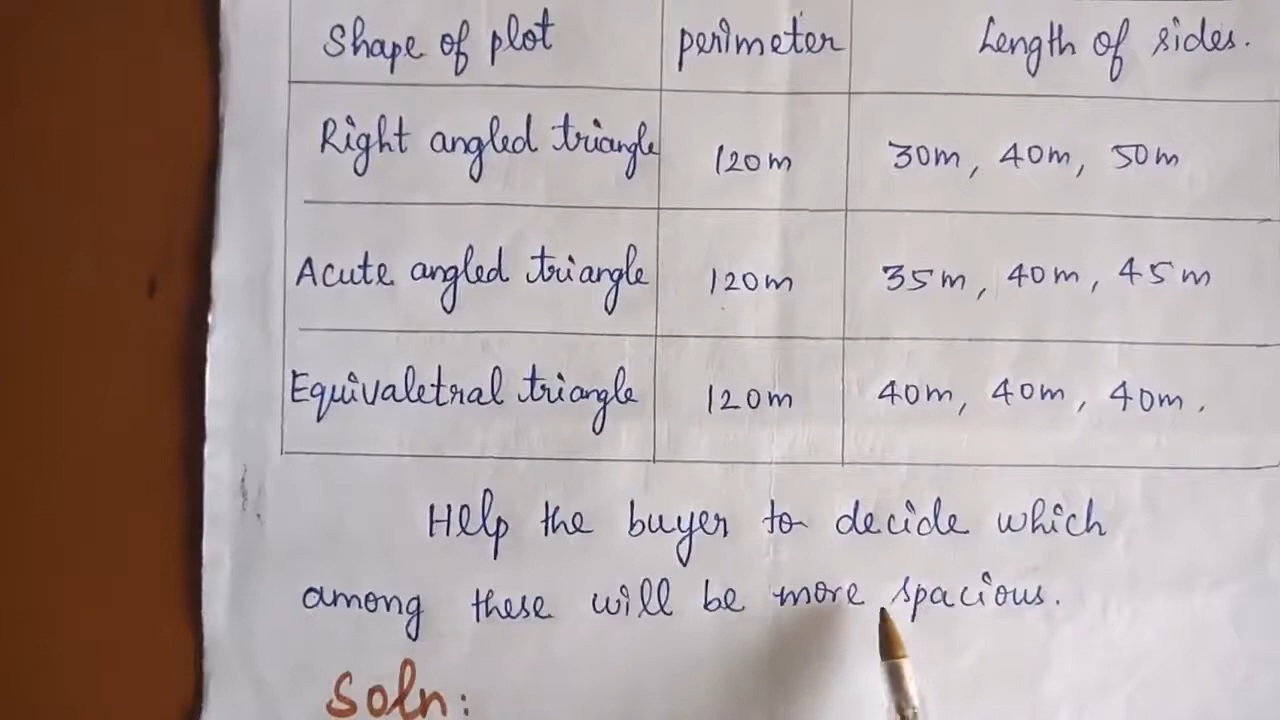 Shape of plot perimeter Length of sides.
Right angled triangle 120m 30m, 40m, 50m
Acute angled triangle 120m 35m, 40m, 45m
Equivaletral triangle 120m 40m, 40m, 40m.
Help the buyer to decide which
among these will be more spacious.
Soln: